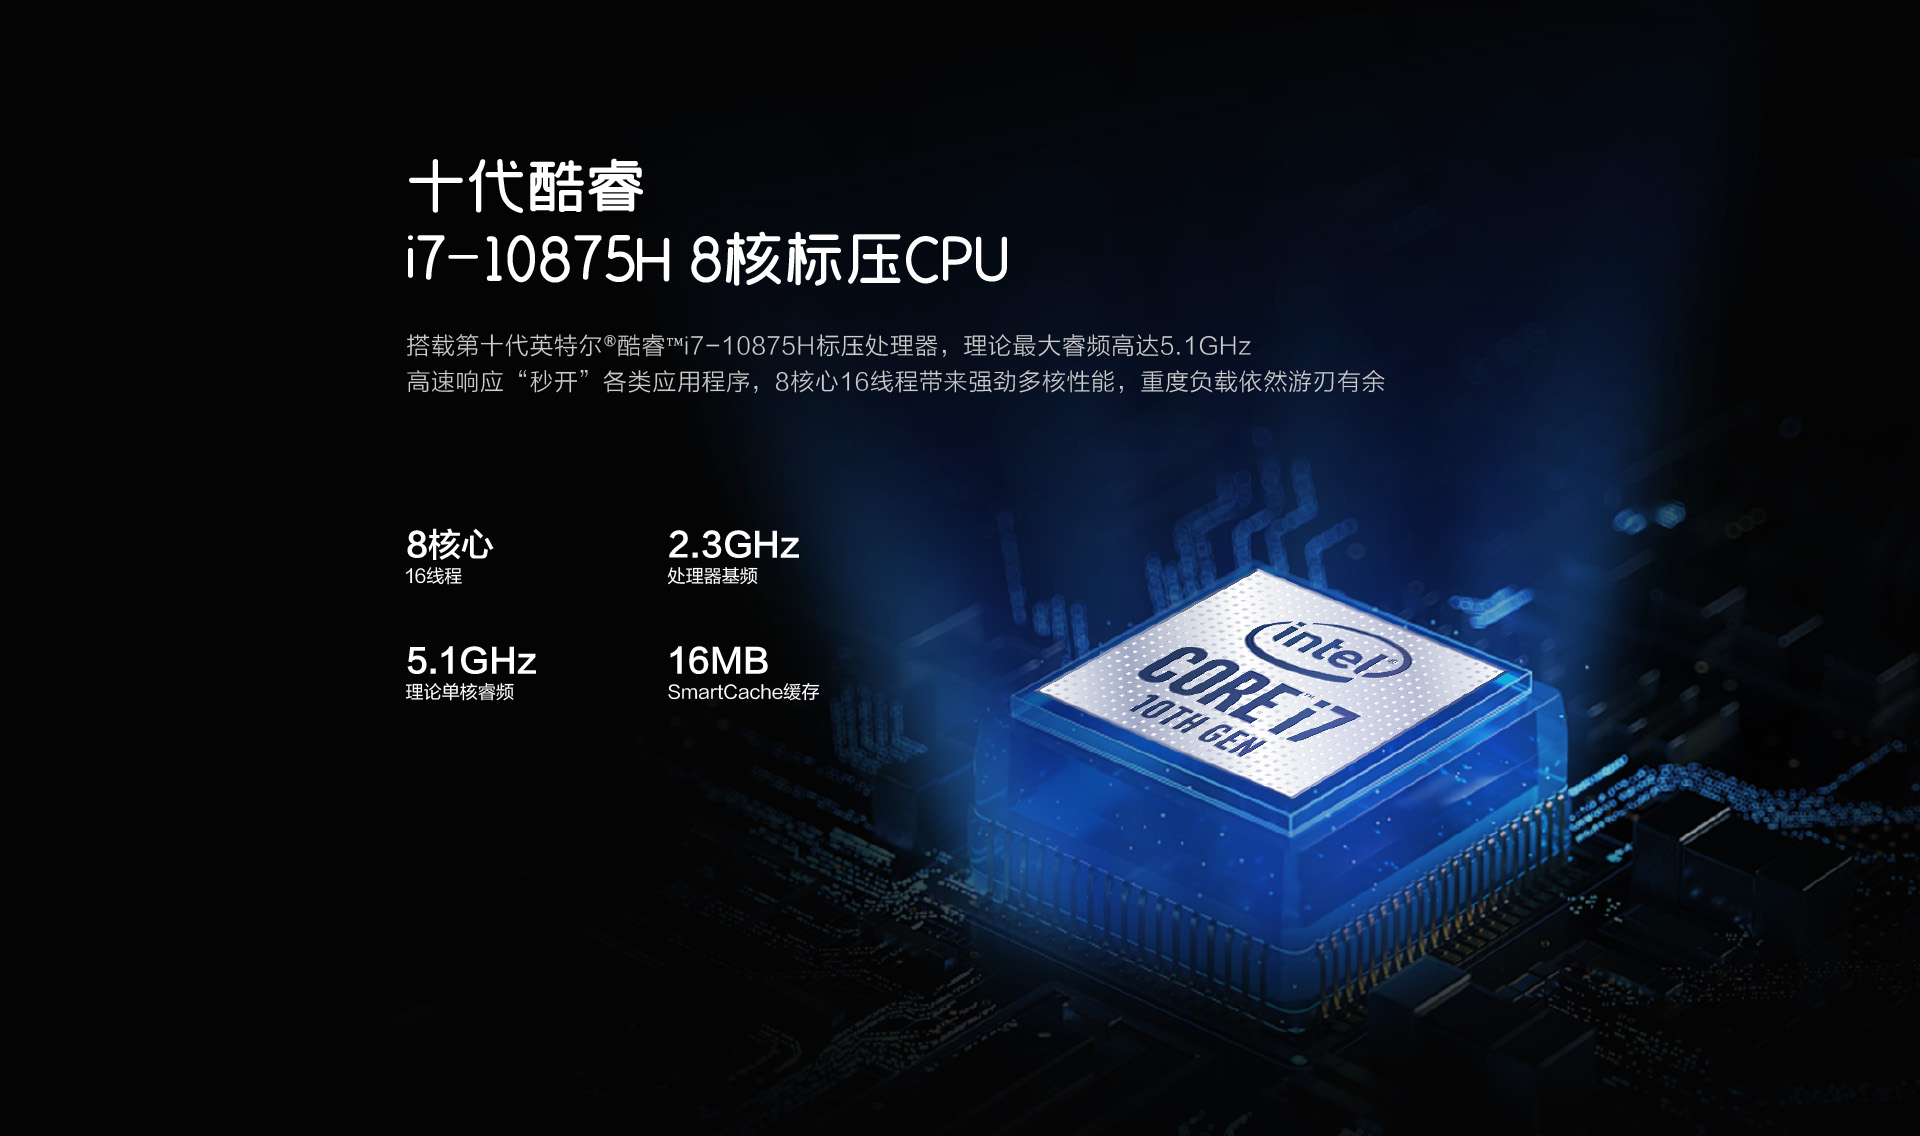 十代酷睿
i7-10875H 8核标压CPU
搭载第十代英特尔®酷睿™i7-10875H标压处理器，理论最大睿频高达5.1GHz
高速响应“秒开”各类应用程序，8核心16线程带来强劲多核性能，重度负载依然游刃有余
8核心
16线程
2.3GHz
处理器基频
5.1GHz
理论单核睿频
16MB
SmartCache缓存
intel®
CORE™ i7
10TH GEN